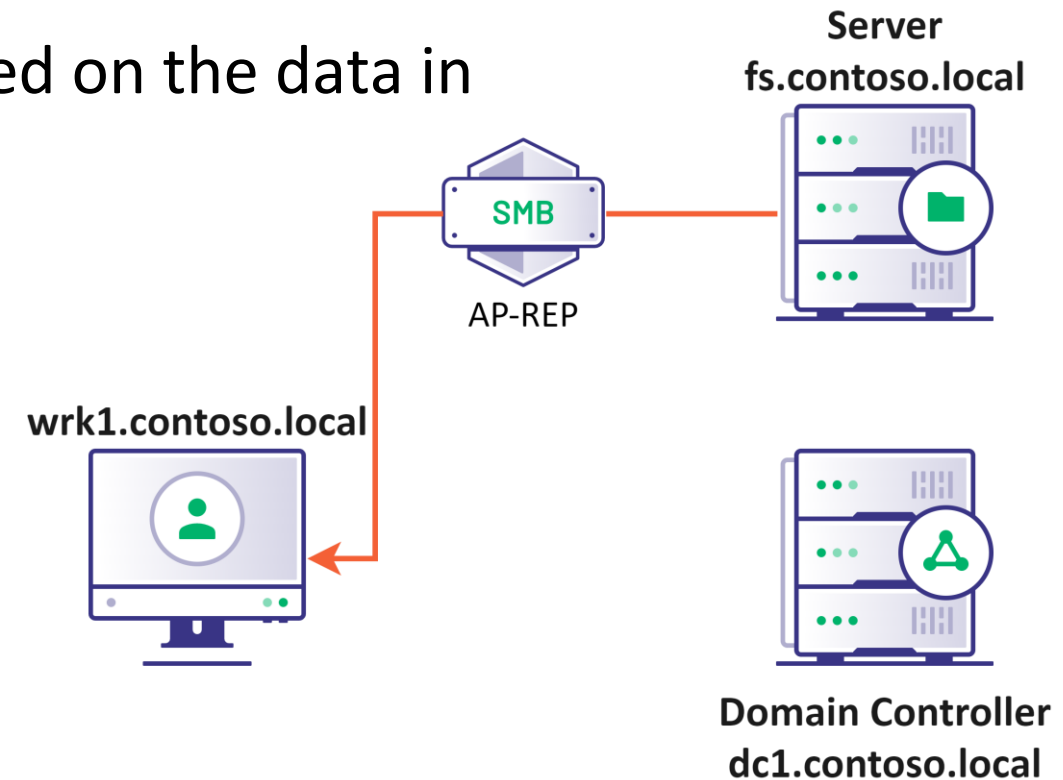 ed on the data in
Server
fs.contoso.local
SMB
AP-REP
wrk1.contoso.local
Domain Controller
dc1.contoso.local